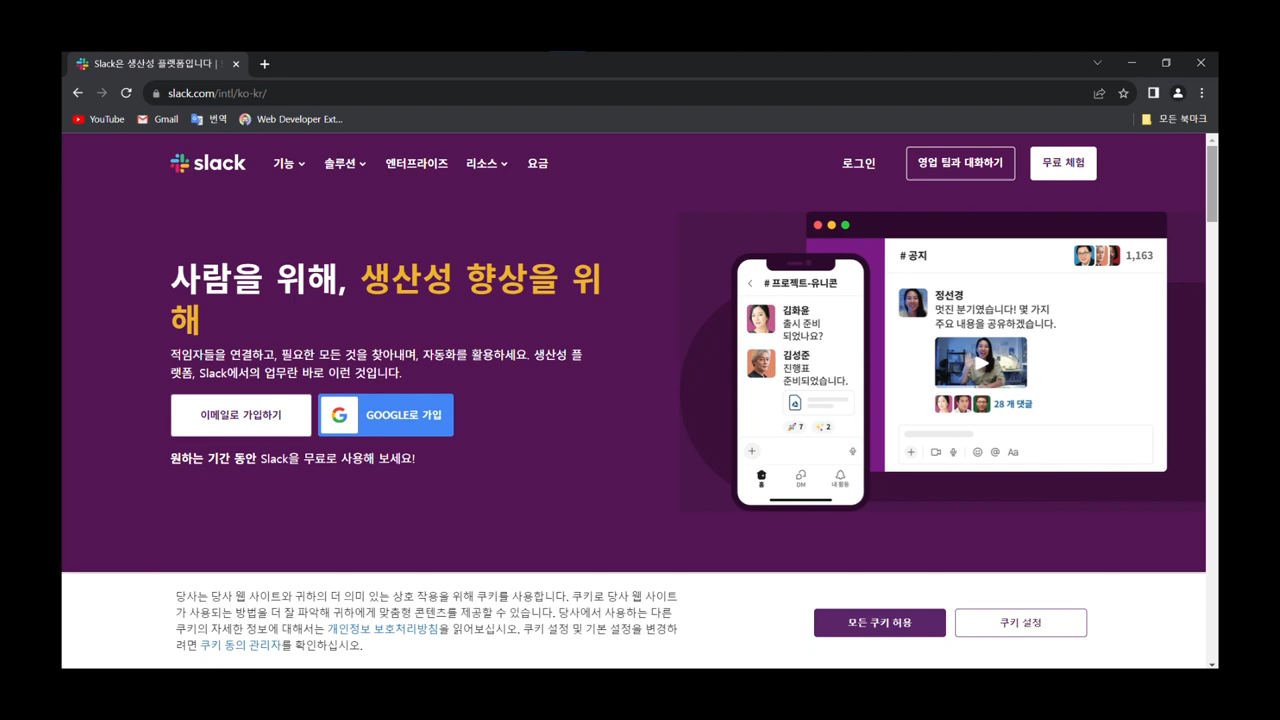 Slack은 생산성 플랫폼입니다 |
slack.com/intl/ko-kr/
YouTube
Gmail
번역
Web Developer Ext...
모든 북마크
slack
기능
솔루션
엔터프라이즈
리소스
요금
로그인
영업 팀과 대화하기
무료 체험
사람을 위해, 생산성 향상을 위
해
적임자들을 연결하고, 필요한 모든 것을 찾아내며, 자동화를 활용하세요. 생산성 플
랫폼, Slack에서의 업무란 바로 이런 것입니다.
이메일로 가입하기
GOOGLE로 가입
원하는 기간 동안 Slack을 무료로 사용해 보세요!
# 프로젝트-유니콘
김화윤
출시 준비
되었나요?
김성준
진행표
준비되었습니다.
7
2
홈
DM
내 활동
# 공지
1,163
정선경
멋진 분기였습니다! 몇 가지
주요 내용을 공유하겠습니다.
28 개 댓글
Aa
당사는 당사 웹 사이트와 귀하의 더 의미 있는 상호 작용을 위해 쿠키를 사용합니다. 쿠키로 당사 웹 사이트
가 사용되는 방법을 더 잘 파악해 귀하에게 맞춤형 콘텐츠를 제공할 수 있습니다. 당사에서 사용하는 다른
쿠키의 자세한 정보에 대해서는 개인정보 보호처리방침을 읽어보십시오. 쿠키 설정 및 기본 설정을 변경하
려면 쿠키 동의 관리자를 확인하십시오.
모든 쿠키 허용
쿠키 설정